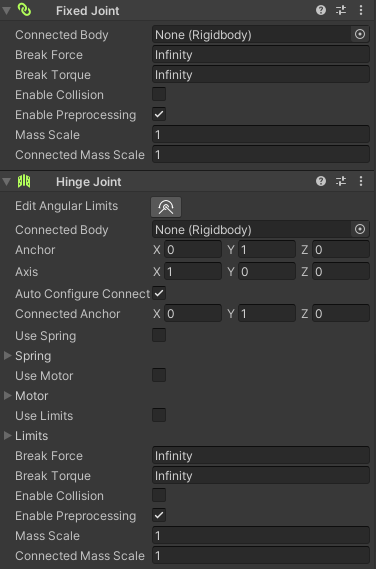 Fixed Joint
Connected Body None (Rigidbody)
Break Force Infinity
Break Torque Infinity
Enable Collision
Enable Preprocessing
Mass Scale 1
Connected Mass Scale 1
Hinge Joint
Edit Angular Limits
Connected Body None (Rigidbody)
Anchor X 0 Y 1 Z 0
Axis X 1 Y 0 Z 0
Auto Configure Connect
Connected Anchor X 0 Y 1 Z 0
Use Spring
Spring
Use Motor
Motor
Use Limits
Limits
Break Force Infinity
Break Torque Infinity
Enable Collision
Enable Preprocessing
Mass Scale 1
Connected Mass Scale 1